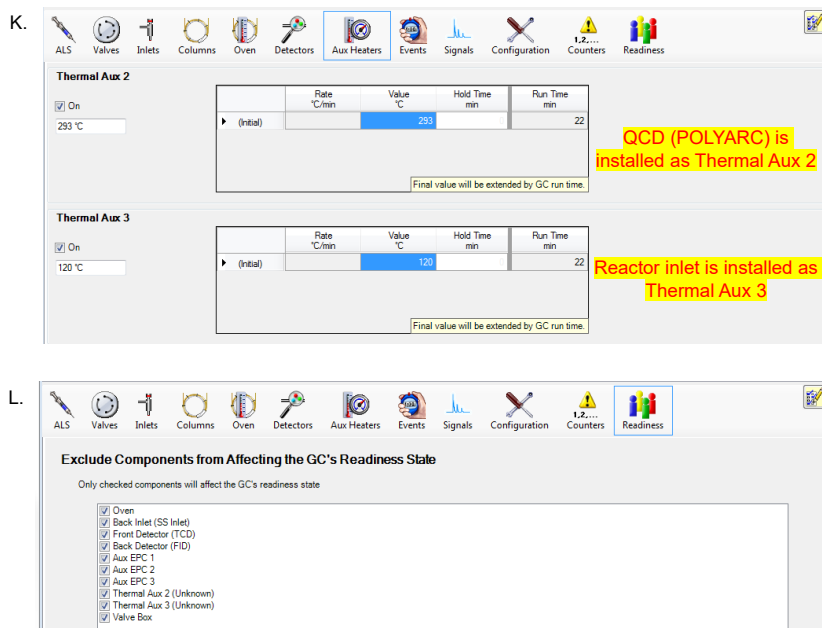 K.
ALS Valves Inlets Columns Oven Detectors Aux Heaters Events Signals Configuration Counters Readiness
1,2,...
Thermal Aux 2
On
293 °C
Rate °C/min Value °C Hold Time min Run Time min
(Initial) 293 22
Final value will be extended by GC run time.
QCD (POLYARC) is
installed as Thermal Aux 2
Thermal Aux 3
On
120 °C
Rate °C/min Value °C Hold Time min Run Time min
(Initial) 120 22
Final value will be extended by GC run time.
Reactor inlet is installed as
Thermal Aux 3
L.
ALS Valves Inlets Columns Oven Detectors Aux Heaters Events Signals Configuration Counters Readiness
1,2,...
Exclude Components from Affecting the GC's Readiness State
Only checked components will affect the GC's readiness state
Oven
Back Inlet (SS Inlet)
Front Detector (TCD)
Back Detector (FID)
Aux EPC 1
Aux EPC 2
Aux EPC 3
Thermal Aux 2 (Unknown)
Thermal Aux 3 (Unknown)
Valve Box